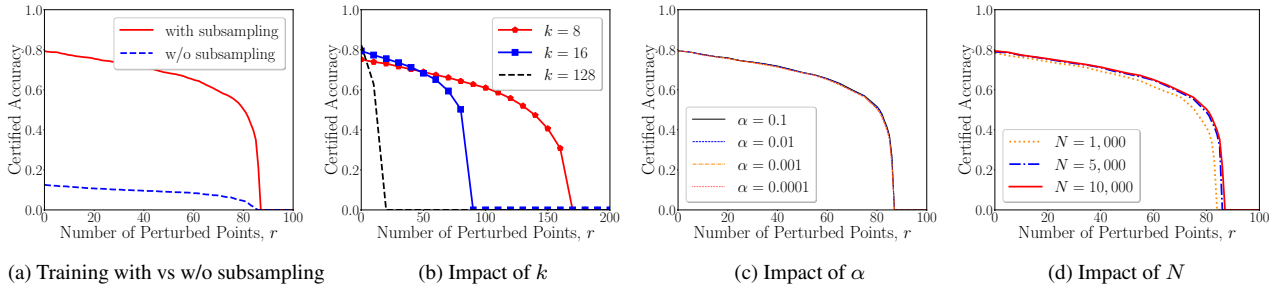 1.0
0.8
0.6
0.4
0.2
0.0
Certified Accuracy
with subsampling
w/o subsampling
0 20 40 60 80 100
Number of Perturbed Points, r
(a) Training with vs w/o subsampling
1.0
0.8
0.6
0.4
0.2
0.0
Certified Accuracy
k = 8
k = 16
k = 128
0 50 100 150 200
Number of Perturbed Points, r
(b) Impact of k
1.0
0.8
0.6
0.4
0.2
0.0
Certified Accuracy
α = 0.1
α = 0.01
α = 0.001
α = 0.0001
0 20 40 60 80 100
Number of Perturbed Points, r
(c) Impact of α
1.0
0.8
0.6
0.4
0.2
0.0
Certified Accuracy
N = 1, 000
N = 5, 000
N = 10, 000
0 20 40 60 80 100
Number of Perturbed Points, r
(d) Impact of N